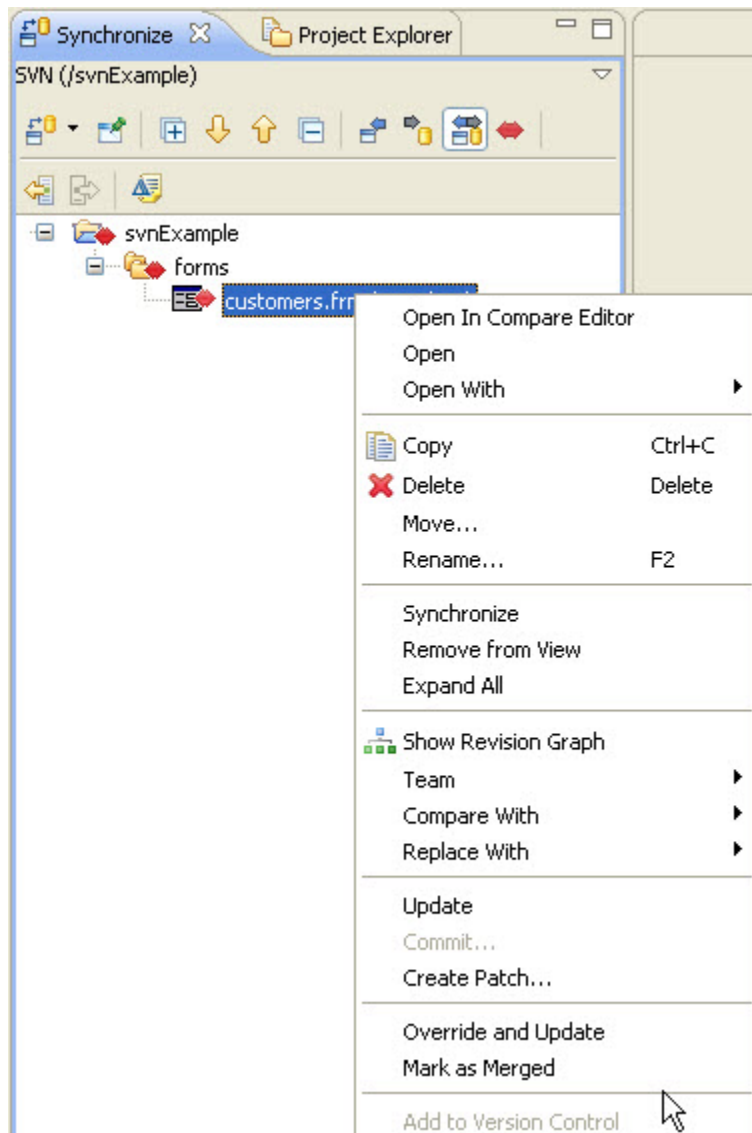 Synchronize Project Explorer
SVN (/svnExample)
svnExample
forms
customers.frm
Open In Compare Editor
Open
Open With
Copy Ctrl+C
Delete Delete
Move...
Rename... F2
Synchronize
Remove from View
Expand All
Show Revision Graph
Team
Compare With
Replace With
Update
Commit...
Create Patch...
Override and Update
Mark as Merged
Add to Version Control